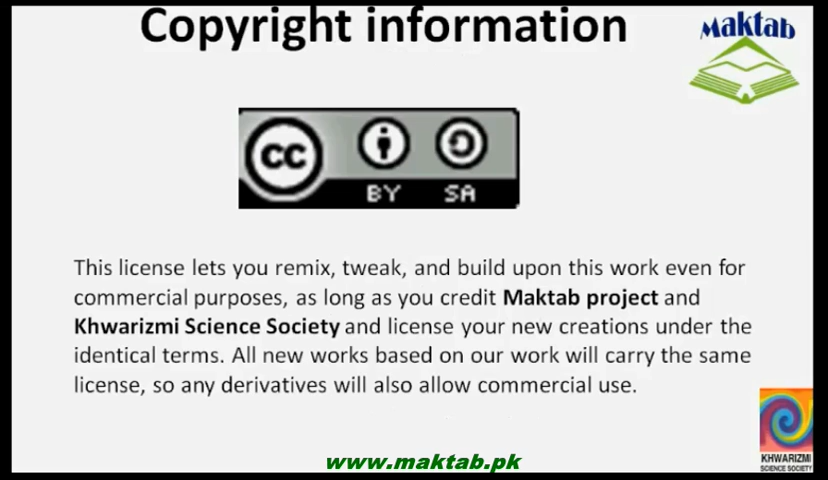 Copyright information
Maktab
cc
BY SA
This license lets you remix, tweak, and build upon this work even for
commercial purposes, as long as you credit Maktab project and
Khwarizmi Science Society and license your new creations under the
identical terms. All new works based on our work will carry the same
license, so any derivatives will also allow commercial use.
KHWARIZMI
SCIENCE SOCIETY
www.maktab.pk